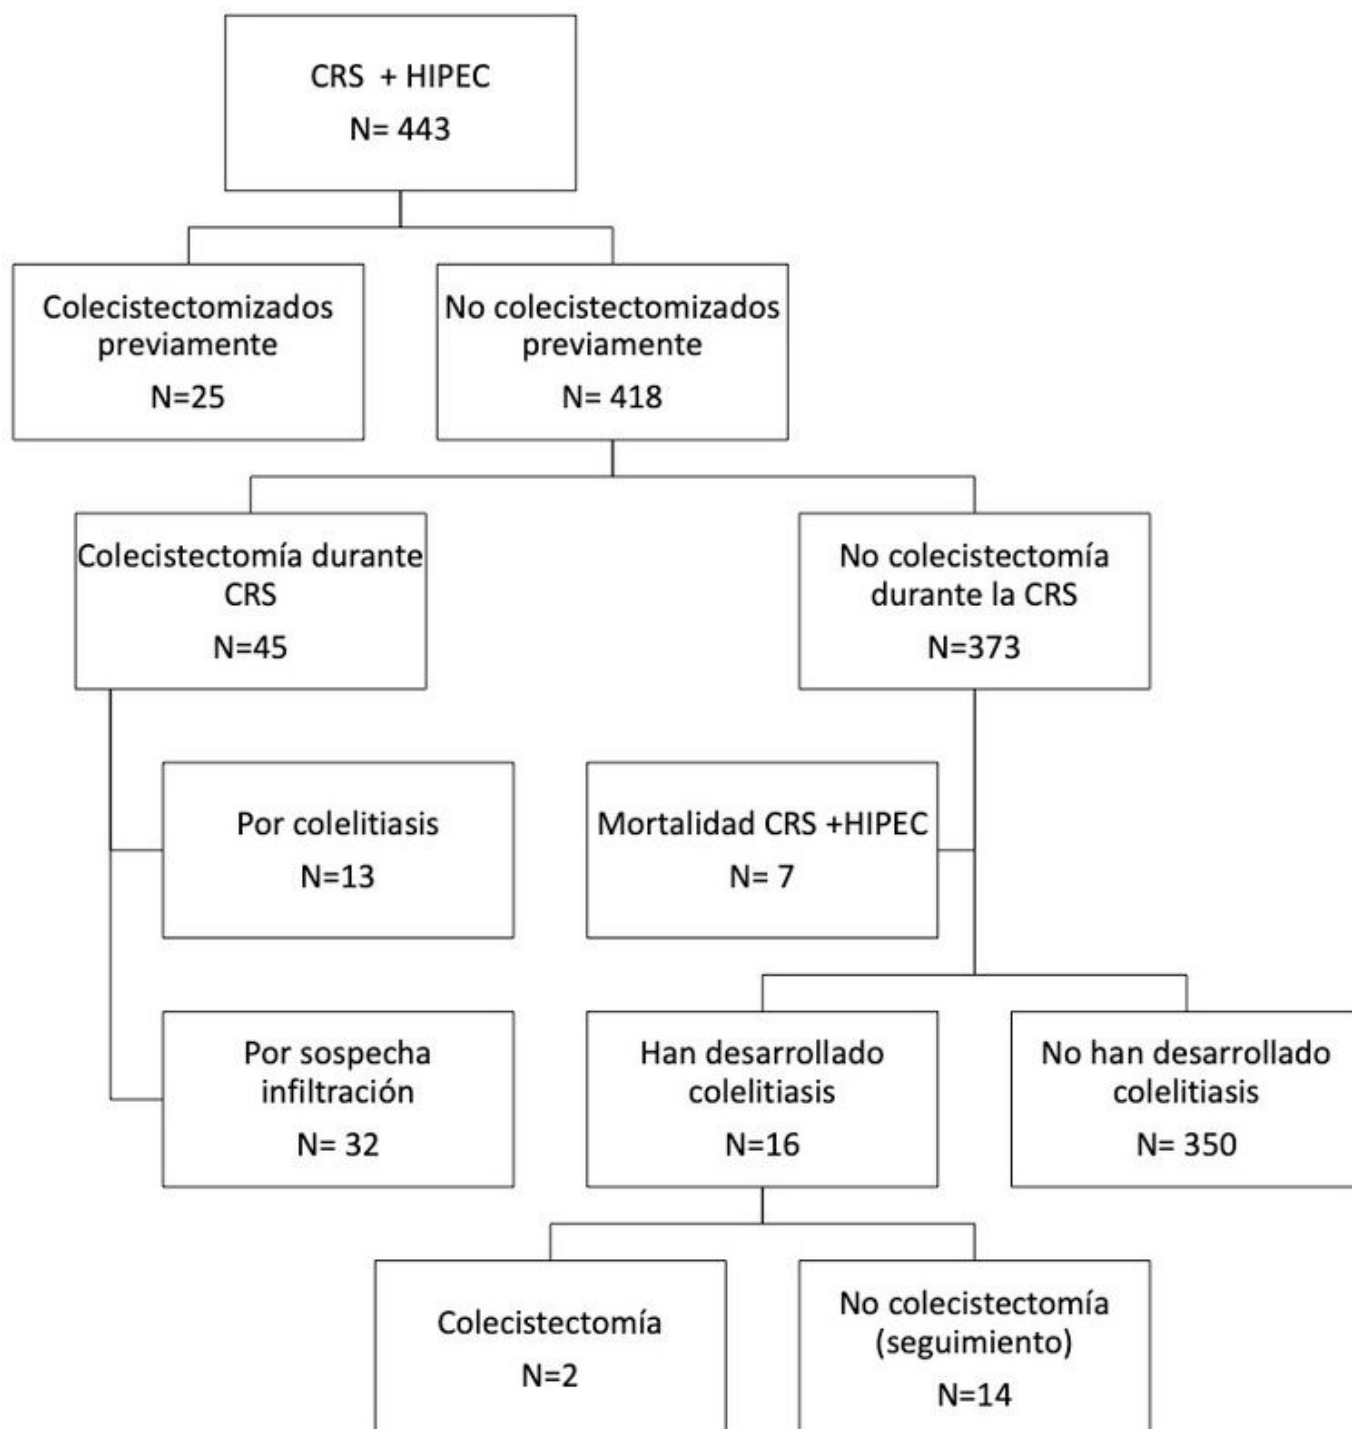 CRS + HIPEC
N= 443
Colecistectomizados
previamente
N=25
No colecistectomizados
previamente
N= 418
Colecistectomía durante
CRS
N=45
No colecistectomía
durante la CRS
N=373
Por colelitiasis
N=13
Mortalidad CRS +HIPEC
N= 7
Por sospecha
infiltración
N= 32
Han desarrollado
colelitiasis
N=16
No han desarrollado
colelitiasis
N= 350
Colecistectomía
N=2
No colecistectomía
(seguimiento)
N=14